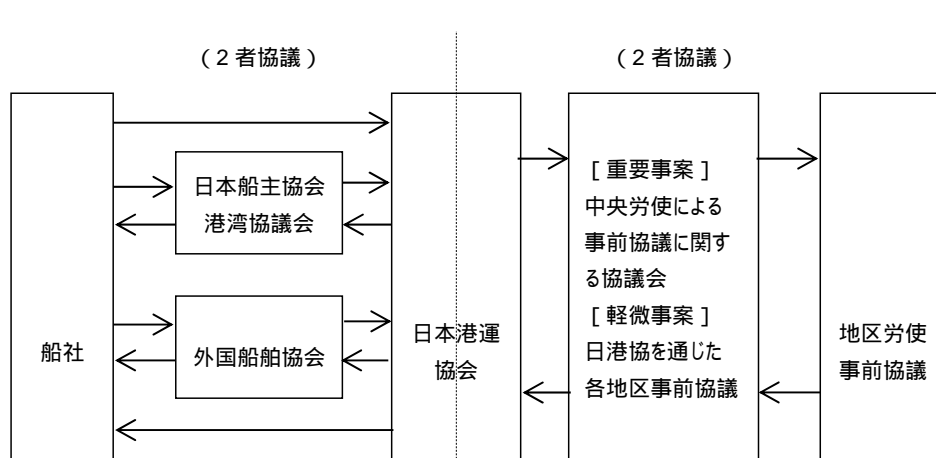 (２者協議)
(２者協議)
船社
日本船主協会
港湾協議会
外国船舶協会
日本港運
協会
[重要事案]
中央労使による
事前協議に関す
る協議会
[軽微事案]
日港協を通じた
各地区事前協議
地区労使
事前協議